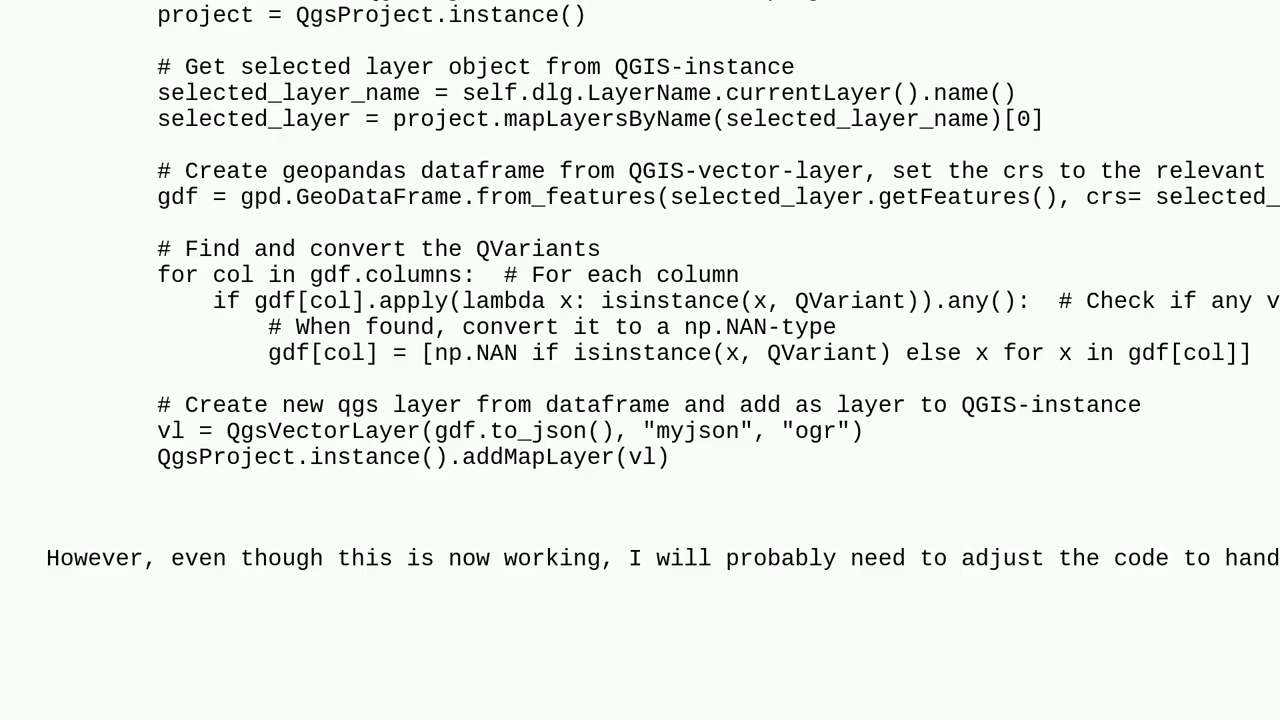 project = QgsProject.instance()
# Get selected layer object from QGIS-instance
selected_layer_name = self.dlg.LayerName.currentLayer().name()
selected_layer = project.mapLayersByName(selected_layer_name)[0]
# Create geopandas dataframe from QGIS-vector-layer, set the crs to the relevant
gdf = gpd.GeoDataFrame.from_features(selected_layer.getFeatures(), crs= selected_
# Find and convert the QVariants
for col in gdf.columns:  # For each column
if gdf[col].apply(lambda x: isinstance(x, QVariant)).any():  # Check if any v
# When found, convert it to a np.NAN-type
gdf[col] = [np.NAN if isinstance(x, QVariant) else x for x in gdf[col]]
# Create new qgs layer from dataframe and add as layer to QGIS-instance
vl = QgsVectorLayer(gdf.to_json(), "myjson", "ogr")
QgsProject.instance().addMapLayer(vl)
However, even though this is now working, I will probably need to adjust the code to hand